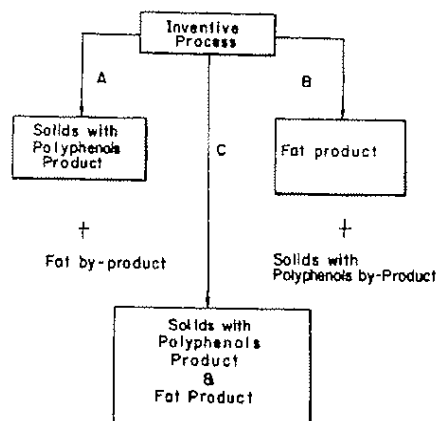 Inventive
Process
A
B
Solids with
Polyphenols
Product
C
Fat product
+
+
Fat by-product
Solids with
Polyphenols by-Product
Solids with
Polyphenols
Product
&
Fat Product